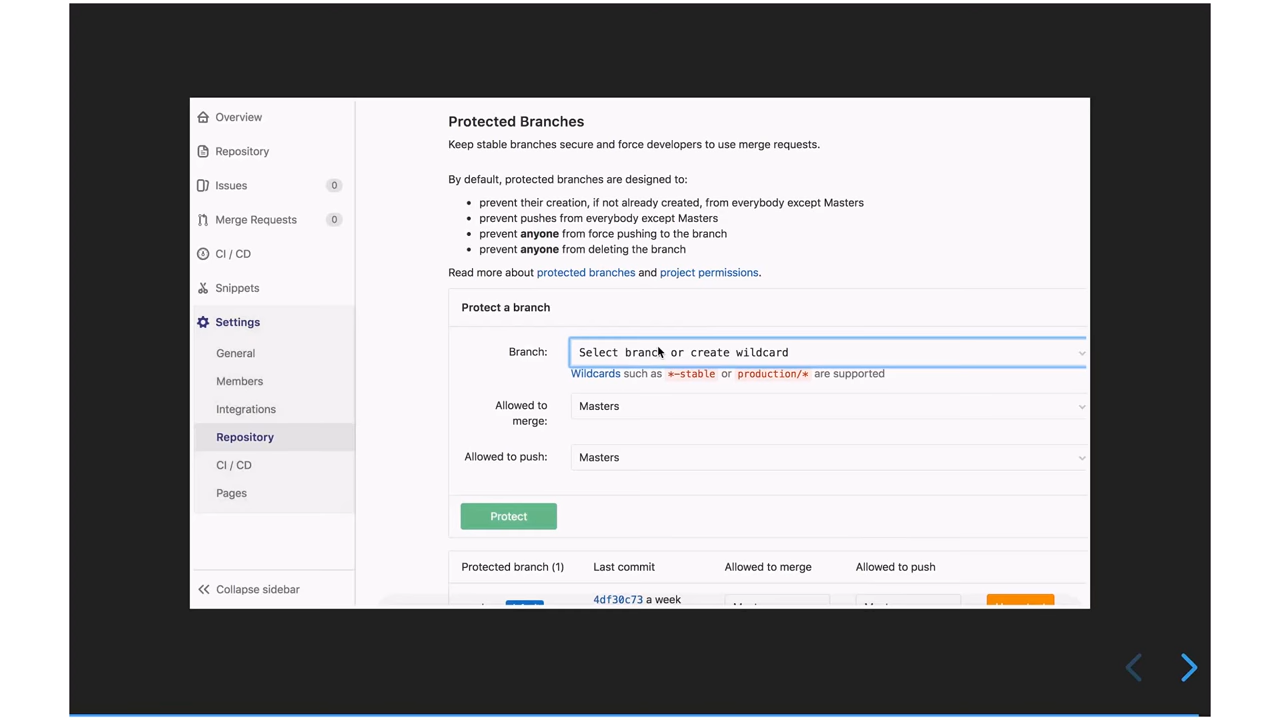 Overview
Repository
Issues 0
Merge Requests 0
CI / CD
Snippets
Settings
General
Members
Integrations
Repository
CI / CD
Pages
Collapse sidebar
Protected Branches
Keep stable branches secure and force developers to use merge requests.
By default, protected branches are designed to:
• prevent their creation, if not already created, from everybody except Masters
• prevent pushes from everybody except Masters
• prevent anyone from force pushing to the branch
• prevent anyone from deleting the branch
Read more about protected branches and project permissions.
Protect a branch
Branch: Select branch or create wildcard
Wildcards such as *-stable or production/* are supported
Allowed to merge: Masters
Allowed to push: Masters
Protect
Protected branch (1) Last commit Allowed to merge Allowed to push
4df30c73 a week